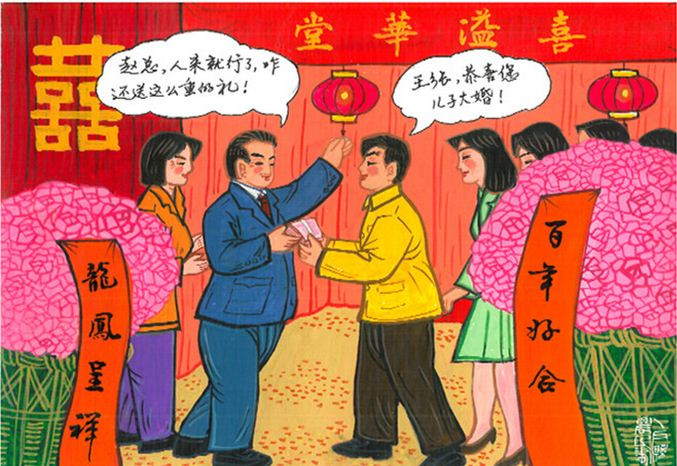 喜溢華堂
囍
赵总，人来就行了，咋
还送这么重的礼！
王乡长，恭喜您
儿子大婚！
龍鳳呈祥
百年好合